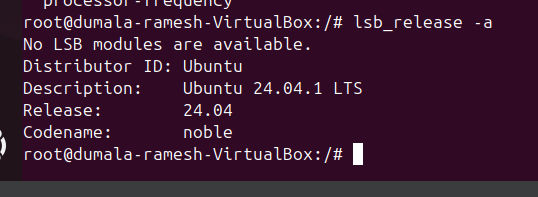 processor-frequency
root@dumala-ramesh-VirtualBox:/# lsb_release -a
No LSB modules are available.
Distributor ID: Ubuntu
Description:    Ubuntu 24.04.1 LTS
Release:        24.04
Codename:       noble
root@dumala-ramesh-VirtualBox:/#